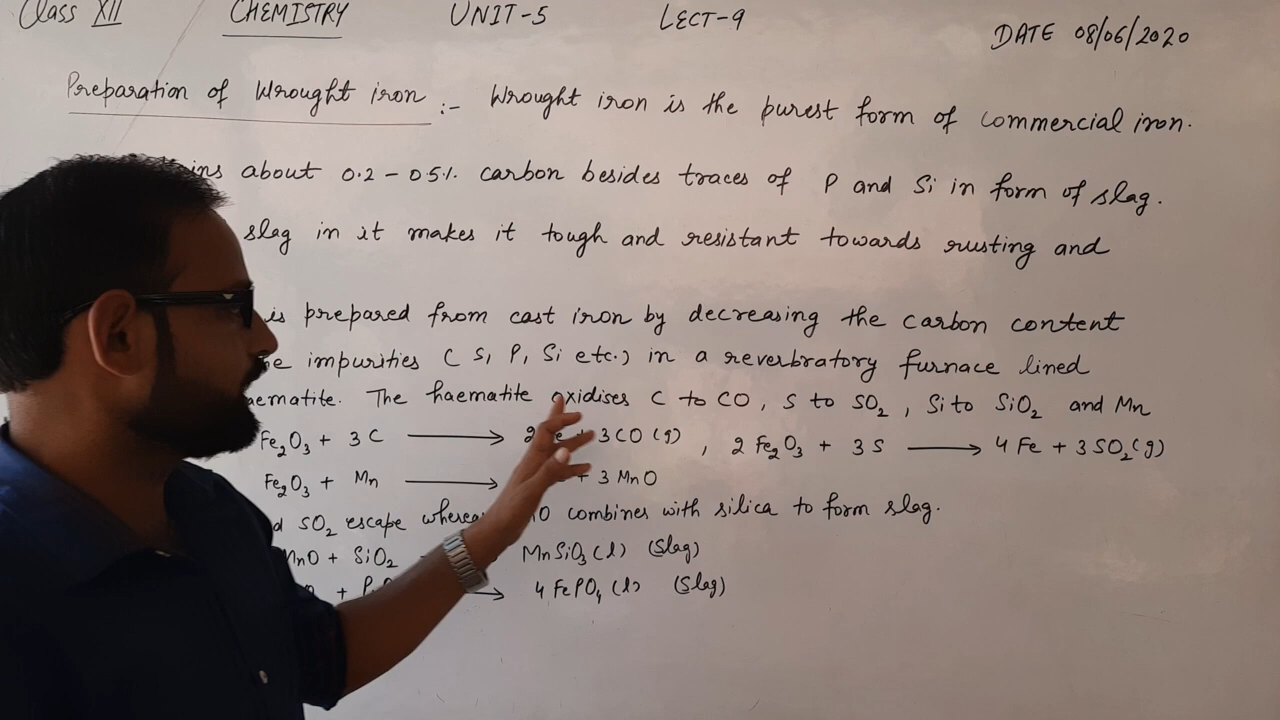 Class XII CHEMISTRY UNIT-5 LECT-9 DATE 08/06/2020
Preparation of Wrought iron :- Wrought iron is the purest form of commercial iron.
ins about 0.2 - 05%. carbon besides traces of P and Si in form of slag.
slag in it makes it tough and resistant towards rusting and
is prepared from cast iron by decreasing the carbon content
impurities ( S, P, Si etc.) in a reverbratory furnace lined
aematite. The haematite oxidises C to CO, S to SO2, Si to SiO2 and Mn
Fe2O3 + 3C ⟶ 2 + 3CO(g) , 2 Fe2O3 + 3S ⟶ 4Fe + 3SO2(g)
Fe2O3 + Mn ⟶ + 3MnO
SO2 escape combines with silica to form slag.
MnO + SiO2 MnSiO3(l) (Slag)
+ ⟶ 4FePO4(l) (Slag)